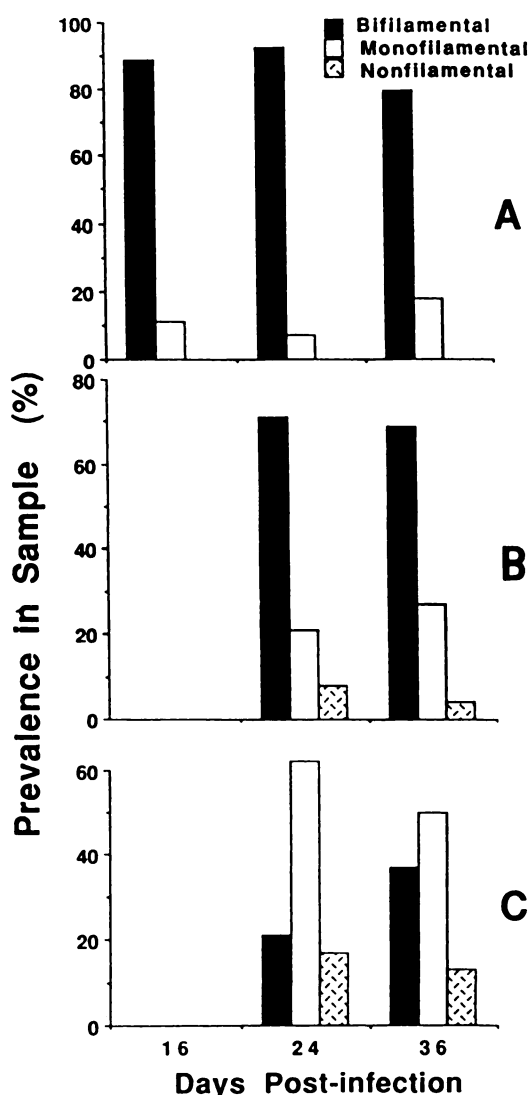 Bifilamental
Monofilamental
Nonfilamental
100
80
60
40
20
0
A
80
60
40
20
0
B
60
40
20
0
C
Prevalence in Sample (%)
16 24 36
Days Post-infection